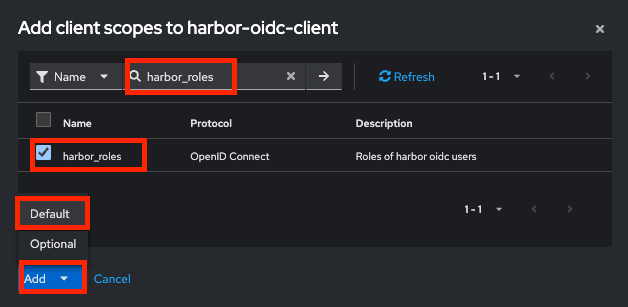 Add client scopes to harbor-oidc-client
Name harbor_roles Refresh 1-1
Name Protocol Description
harbor_roles OpenID Connect Roles of harbor oidc users
Default 1-1
Optional
Add Cancel